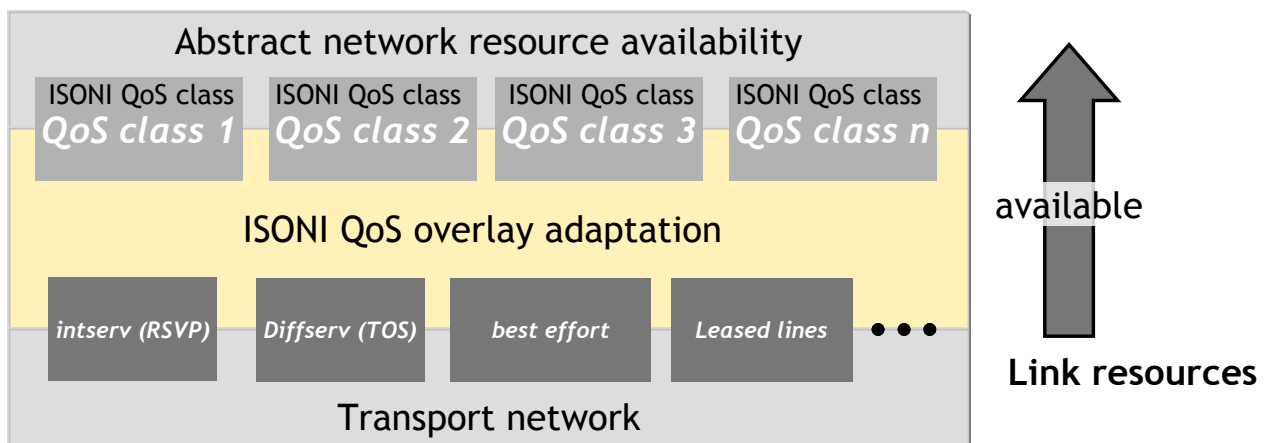 Abstract network resource availability
ISONI QoS class
QoS class 1
ISONI QoS class
QoS class 2
ISONI QoS class
QoS class 3
ISONI QoS class
QoS class n
available
ISONI QoS overlay adaptation
intserv (RSVP)
Diffserv (TOS)
best effort
Leased lines
Link resources
Transport network